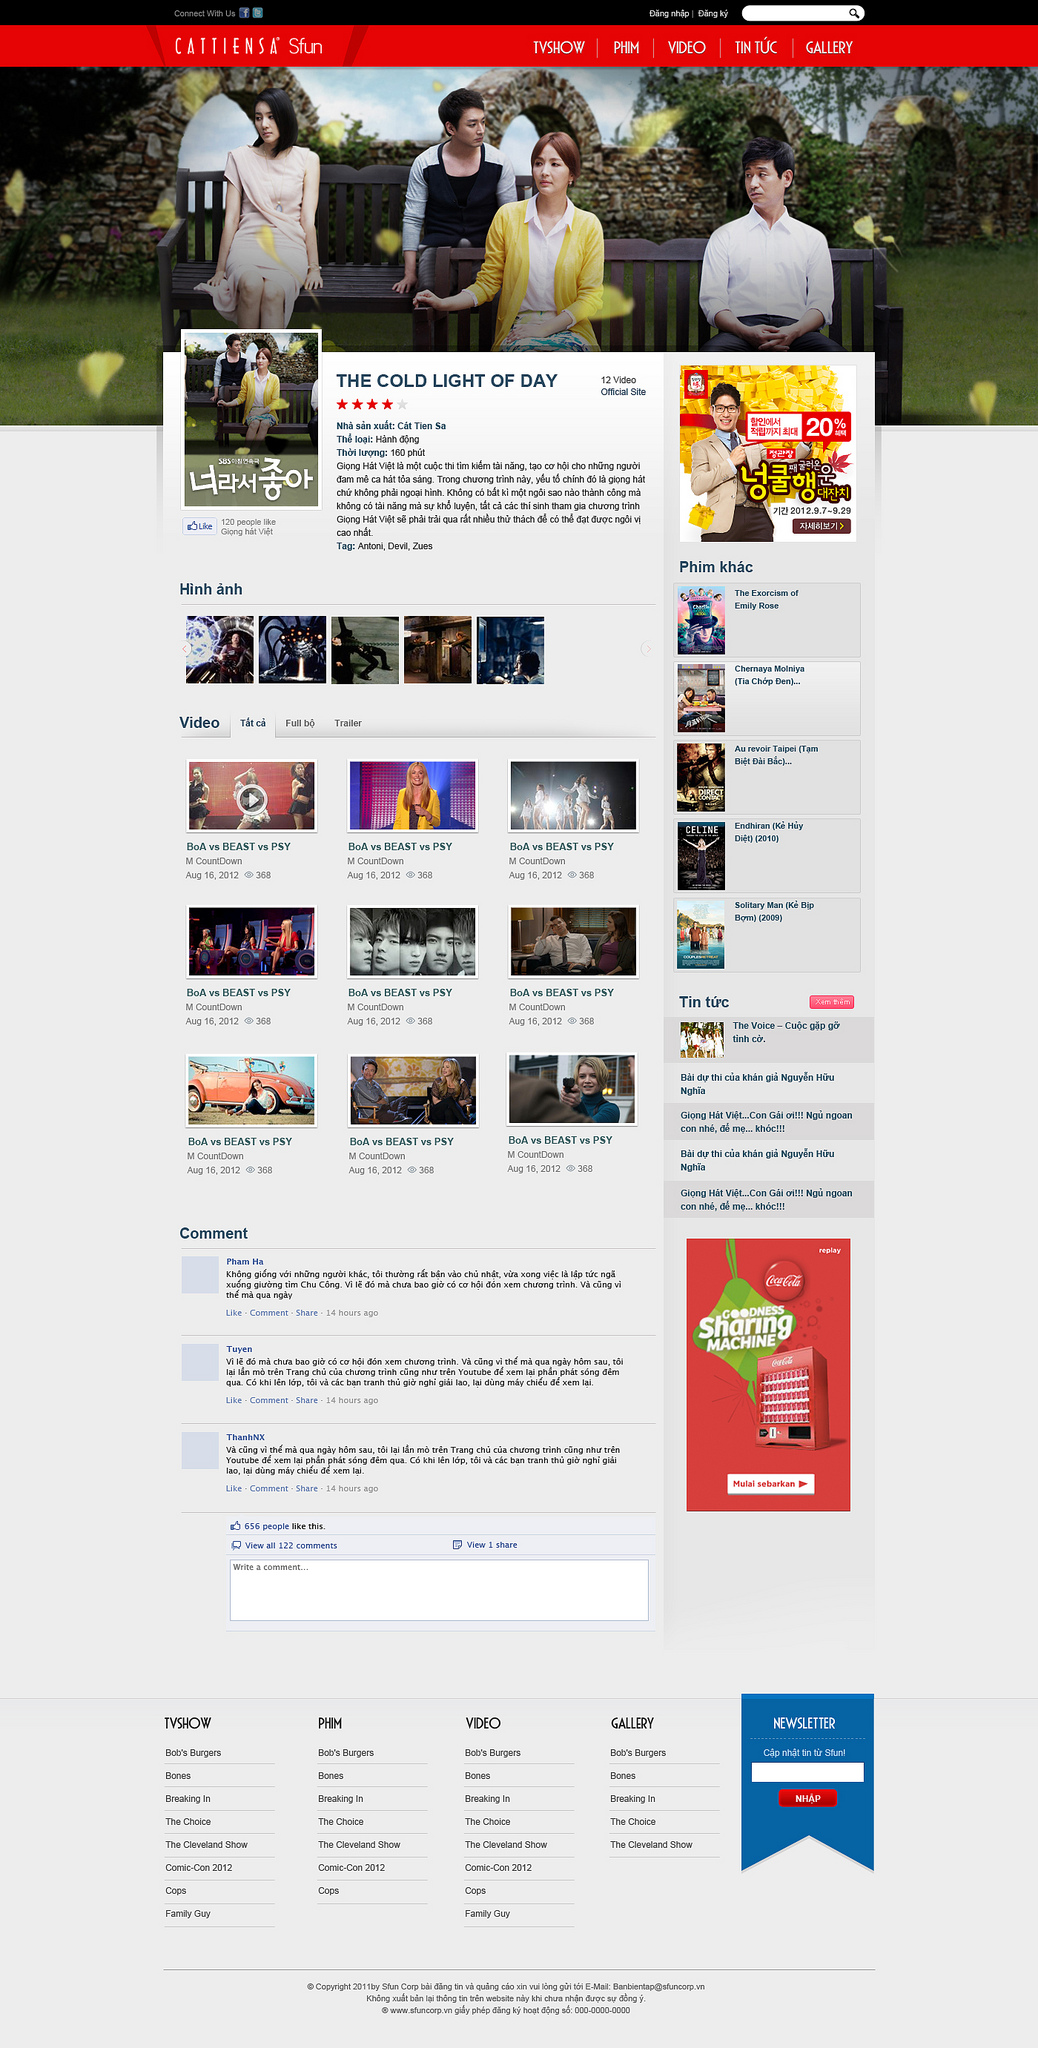 Connect With Us
Đăng nhập | Đăng ký
CATTIENSA® Sfun
TVSHOW
PHIM
VIDEO
TIN TỨC
GALLERY
SBS 아침연속극
너라서 좋아
Like
120 people like
Giọng hát Việt
THE COLD LIGHT OF DAY
12 Video
Official Site
Nhà sản xuất: Cát Tien Sa
Thể loại: Hành động
Thời lượng: 160 phút
Giọng Hát Việt là một cuộc thi tìm kiếm tài năng, tạo cơ hội cho những người
đam mê ca hát tỏa sáng. Trong chương trình này, yếu tố chính đó là giọng hát
chứ không phải ngoại hình. Không có bất kì một ngôi sao nào thành công mà
không có tài năng mà sự khổ luyện, tất cả các thí sinh tham gia chương trình
Giọng Hát Việt sẽ phải trải qua rất nhiều thử thách để có thể đạt được ngôi vị
cao nhất.
Tag: Antoni, Devil, Zues
할인에서
적립까지 최대
20%
혜택
정관장
넝쿨행운
대잔치
기간 2012.9.7~9.29
자세히보기 >
Hình ảnh
Video
Tất cả
Full bộ
Trailer
BoA vs BEAST vs PSY
M CountDown
Aug 16, 2012 368
BoA vs BEAST vs PSY
M CountDown
Aug 16, 2012 368
BoA vs BEAST vs PSY
M CountDown
Aug 16, 2012 368
BoA vs BEAST vs PSY
M CountDown
Aug 16, 2012 368
BoA vs BEAST vs PSY
M CountDown
Aug 16, 2012 368
BoA vs BEAST vs PSY
M CountDown
Aug 16, 2012 368
BoA vs BEAST vs PSY
M CountDown
Aug 16, 2012 368
BoA vs BEAST vs PSY
M CountDown
Aug 16, 2012 368
BoA vs BEAST vs PSY
M CountDown
Aug 16, 2012 368
Phim khác
The Exorcism of
Emily Rose
Chernaya Molniya
(Tia Chớp Đen)...
DIRECT
CONTACT
Au revoir Taipei (Tạm
Biệt Đài Bắc)...
CELINE
Endhiran (Kẻ Hủy
Diệt) (2010)
Solitary Man (Kẻ Bịp
Bợm) (2009)
Tin tức
Xem thêm
The Voice – Cuộc gặp gỡ
tình cờ.
Bài dự thi của khán giả Nguyễn Hữu
Nghĩa
Giọng Hát Việt...Con Gái ơi!!! Ngủ ngoan
con nhé, để mẹ... khóc!!!
Bài dự thi của khán giả Nguyễn Hữu
Nghĩa
Giọng Hát Việt...Con Gái ơi!!! Ngủ ngoan
con nhé, để mẹ... khóc!!!
replay
Coca-Cola
GOODNESS
Sharing
MACHINE
Coca-Cola
Mulai sebarkan
Comment
Pham Ha
Không giống với những người khác, tôi thường rất bận vào chủ nhật, vừa xong việc là lập tức ngã
xuống giường tìm Chu Công. Vì lẽ đó mà chưa bao giờ có cơ hội đón xem chương trình. Và cũng vì
thế mà qua ngày
Like · Comment · Share · 14 hours ago
Tuyen
Vì lẽ đó mà chưa bao giờ có cơ hội đón xem chương trình. Và cũng vì thế mà qua ngày hôm sau, tôi
lại lần mò trên Trang chủ của chương trình cũng như trên Youtube để xem lại phần phát sóng đêm
qua. Có khi lên lớp, tôi và các bạn tranh thủ giờ nghỉ giải lao, lại dùng máy chiếu để xem lại.
Like · Comment · Share · 14 hours ago
ThanhNX
Và cũng vì thế mà qua ngày hôm sau, tôi lại lần mò trên Trang chủ của chương trình cũng như trên
Youtube để xem lại phần phát sóng đêm qua. Có khi lên lớp, tôi và các bạn tranh thủ giờ nghỉ giải
lao, lại dùng máy chiếu để xem lại.
Like · Comment · Share · 14 hours ago
656 people like this.
View all 122 comments
View 1 share
Write a comment...
TVSHOW
Bob's Burgers
Bones
Breaking In
The Choice
The Cleveland Show
Comic-Con 2012
Cops
Family Guy
PHIM
Bob's Burgers
Bones
Breaking In
The Choice
The Cleveland Show
Comic-Con 2012
Cops
VIDEO
Bob's Burgers
Bones
Breaking In
The Choice
The Cleveland Show
Comic-Con 2012
Cops
Family Guy
GALLERY
Bob's Burgers
Bones
Breaking In
The Choice
The Cleveland Show
NEWSLETTER
Cập nhật tin từ Sfun!
NHẬP
© Copyright 2011by Sfun Corp bài đăng tin và quảng cáo xin vui lòng gửi tới E-Mail: Banbientap@sfuncorp.vn
Không xuất bản lại thông tin trên website này khi chưa nhận được sự đồng ý.
® www.sfuncorp.vn giấy phép đăng ký hoạt động số: 000-0000-0000